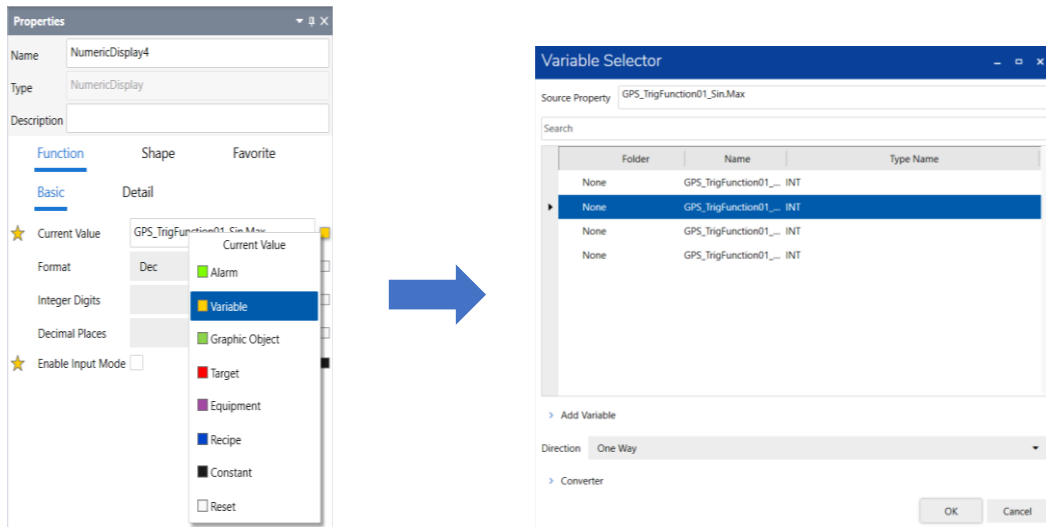 Properties
Name NumericDisplay4
Type NumericDisplay
Description
Function Shape Favorite
Basic Detail
Current Value GPS_TrigFunction01_Sin.Max
Format Dec
Integer Digits
Decimal Places
Enable Input Mode
Current Value
Alarm
Variable
Graphic Object
Target
Equipment
Recipe
Constant
Reset
Variable Selector
Source Property GPS_TrigFunction01_Sin.Max
Search
Folder Name Type Name
None GPS_TrigFunction01_... INT
None GPS_TrigFunction01_... INT
None GPS_TrigFunction01_... INT
None GPS_TrigFunction01_... INT
Add Variable
Direction One Way
Converter
OK Cancel